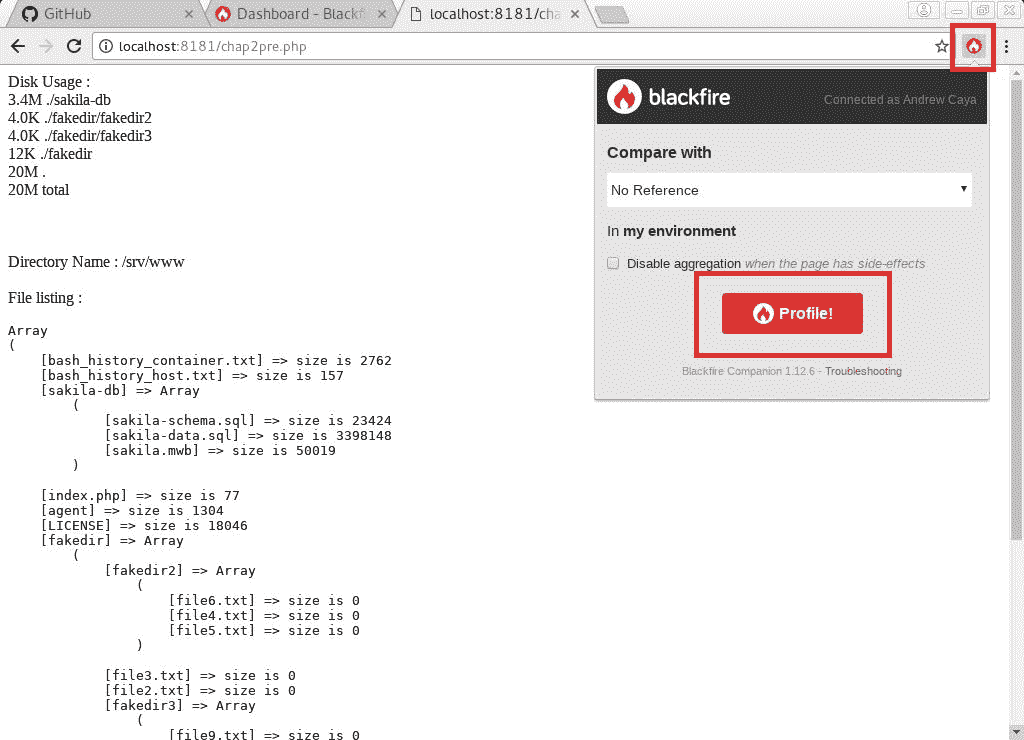 GitHub
Dashboard - Blackfi
localhost:8181/cha
localhost:8181/chap2pre.php
Disk Usage :
3.4M ./sakila-db
4.0K ./fakedir/fakedir2
4.0K ./fakedir/fakedir3
12K ./fakedir
20M .
20M total
Directory Name : /srv/www
File listing :
Array
(
[bash_history_container.txt] => size is 2762
[bash_history_host.txt] => size is 157
[sakila-db] => Array
(
[sakila-schema.sql] => size is 23424
[sakila-data.sql] => size is 3398148
[sakila.mwb] => size is 50019
)
[index.php] => size is 77
[agent] => size is 1304
[LICENSE] => size is 18046
[fakedir] => Array
(
[fakedir2] => Array
(
[file6.txt] => size is 0
[file4.txt] => size is 0
[file5.txt] => size is 0
)
[file3.txt] => size is 0
[file2.txt] => size is 0
[fakedir3] => Array
(
[file9.txt] => size is 0
blackfire
Connected as Andrew Caya
Compare with
No Reference
In my environment
Disable aggregation when the page has side-effects
Profile!
Blackfire Companion 1.12.6 - Troubleshooting